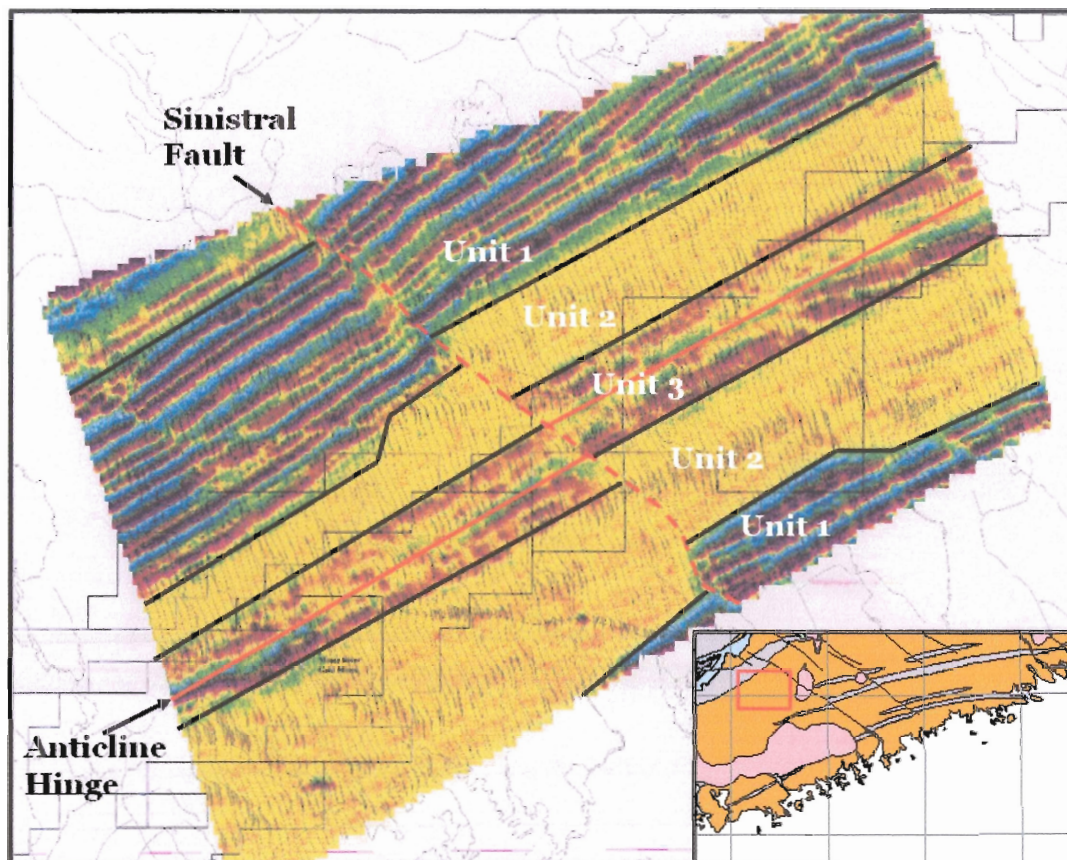 Sinistral
Fault
Unit 1
Unit 2
Unit 3
Unit 2
Unit 1
Anticline
Hinge